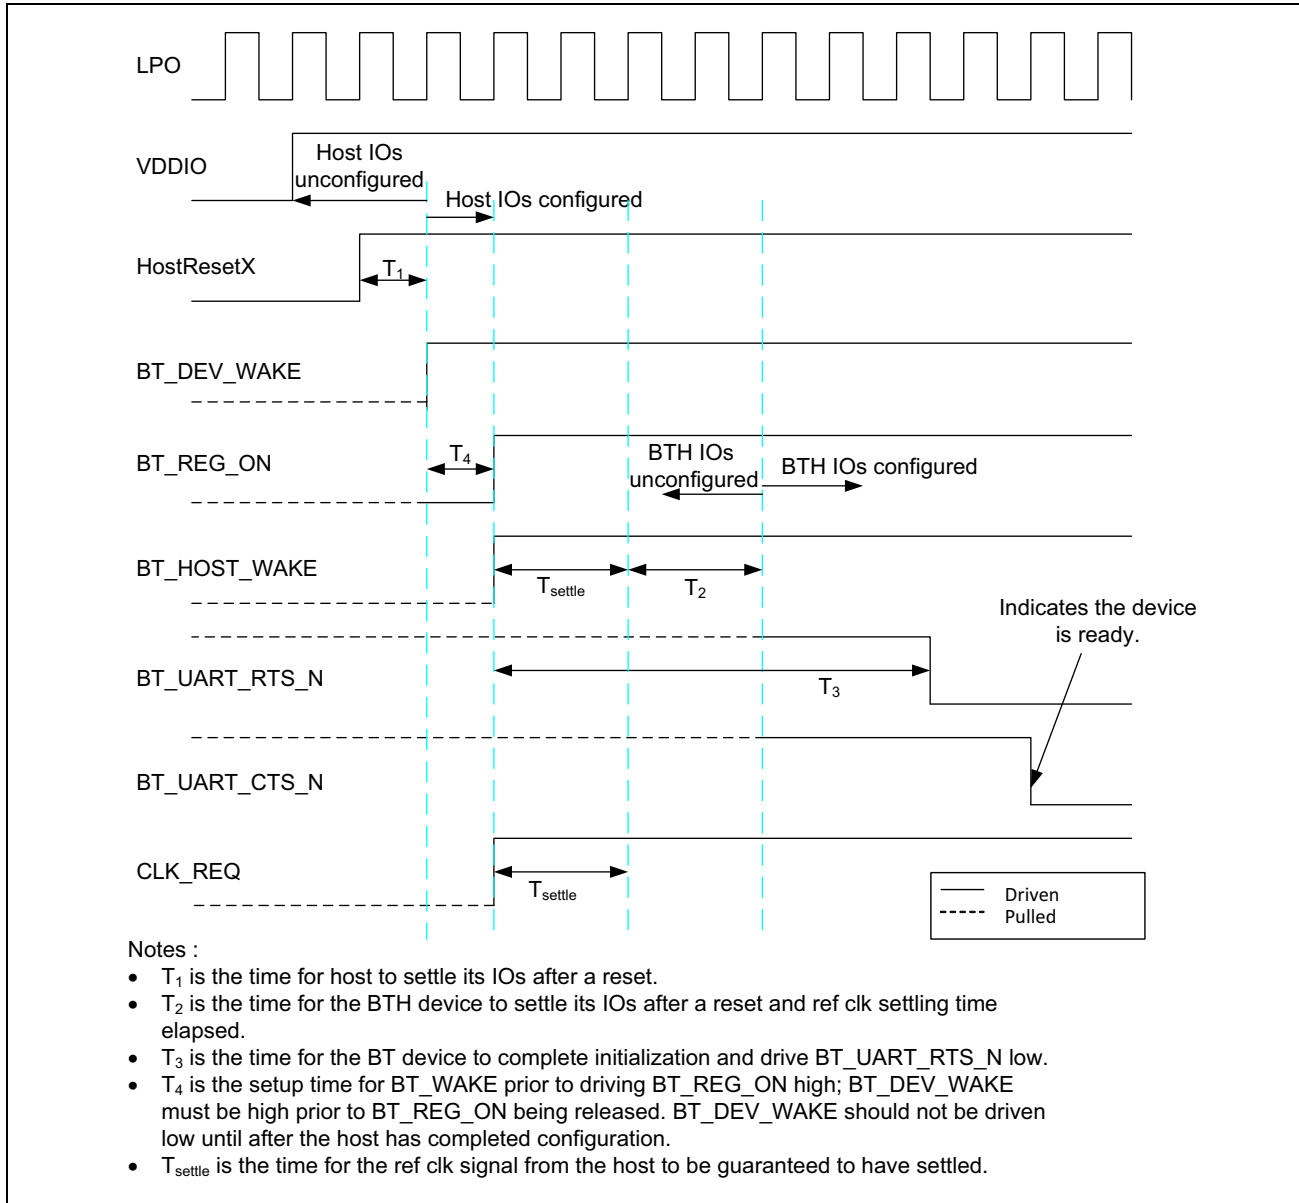 LPO
VDDIO
Host IOs
unconfigured
Host IOs configured
HostResetX
T₁
BT_DEV_WAKE
BT_REG_ON
T₄
BTH IOs
unconfigured
BTH IOs configured
BT_HOST_WAKE
Tsettle
T₂
Indicates the device
is ready.
BT_UART_RTS_N
T₃
BT_UART_CTS_N
CLK_REQ
Tsettle
Driven
Pulled
Notes :
• T₁ is the time for host to settle its IOs after a reset.
• T₂ is the time for the BTH device to settle its IOs after a reset and ref clk settling time
elapsed.
• T₃ is the time for the BT device to complete initialization and drive BT_UART_RTS_N low.
• T₄ is the setup time for BT_WAKE prior to driving BT_REG_ON high; BT_DEV_WAKE
must be high prior to BT_REG_ON being released. BT_DEV_WAKE should not be driven
low until after the host has completed configuration.
• Tsettle is the time for the ref clk signal from the host to be guaranteed to have settled.